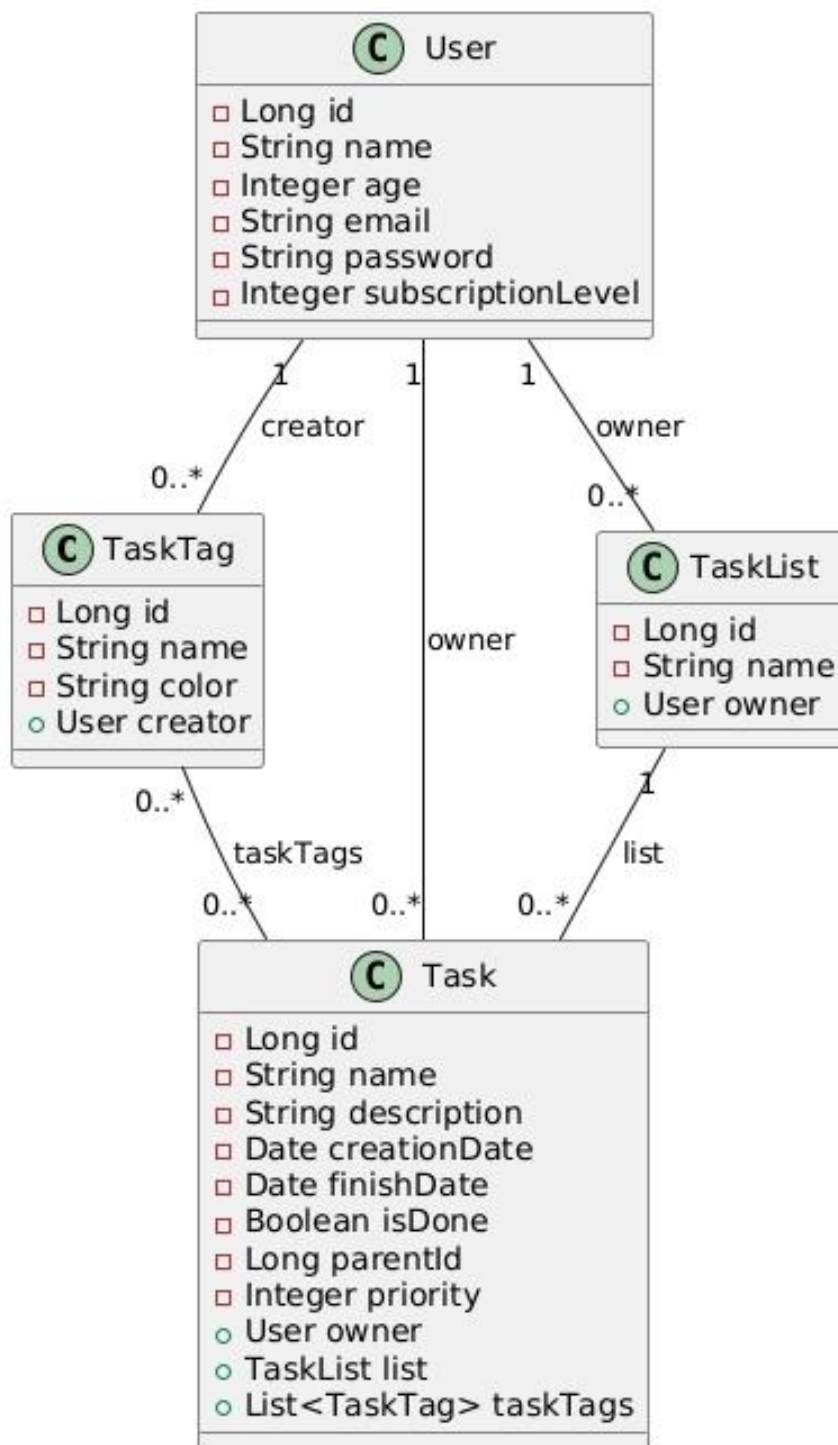 C User
Long id
String name
Integer age
String email
String password
Integer subscriptionLevel
1
1
1
creator
owner
0..*
0..*
C TaskTag
Long id
String name
String color
User creator
C TaskList
Long id
String name
User owner
owner
0..*
1
taskTags
list
0..*
0..*
0..*
C Task
Long id
String name
String description
Date creationDate
Date finishDate
Boolean isDone
Long parentId
Integer priority
User owner
TaskList list
List<TaskTag> taskTags